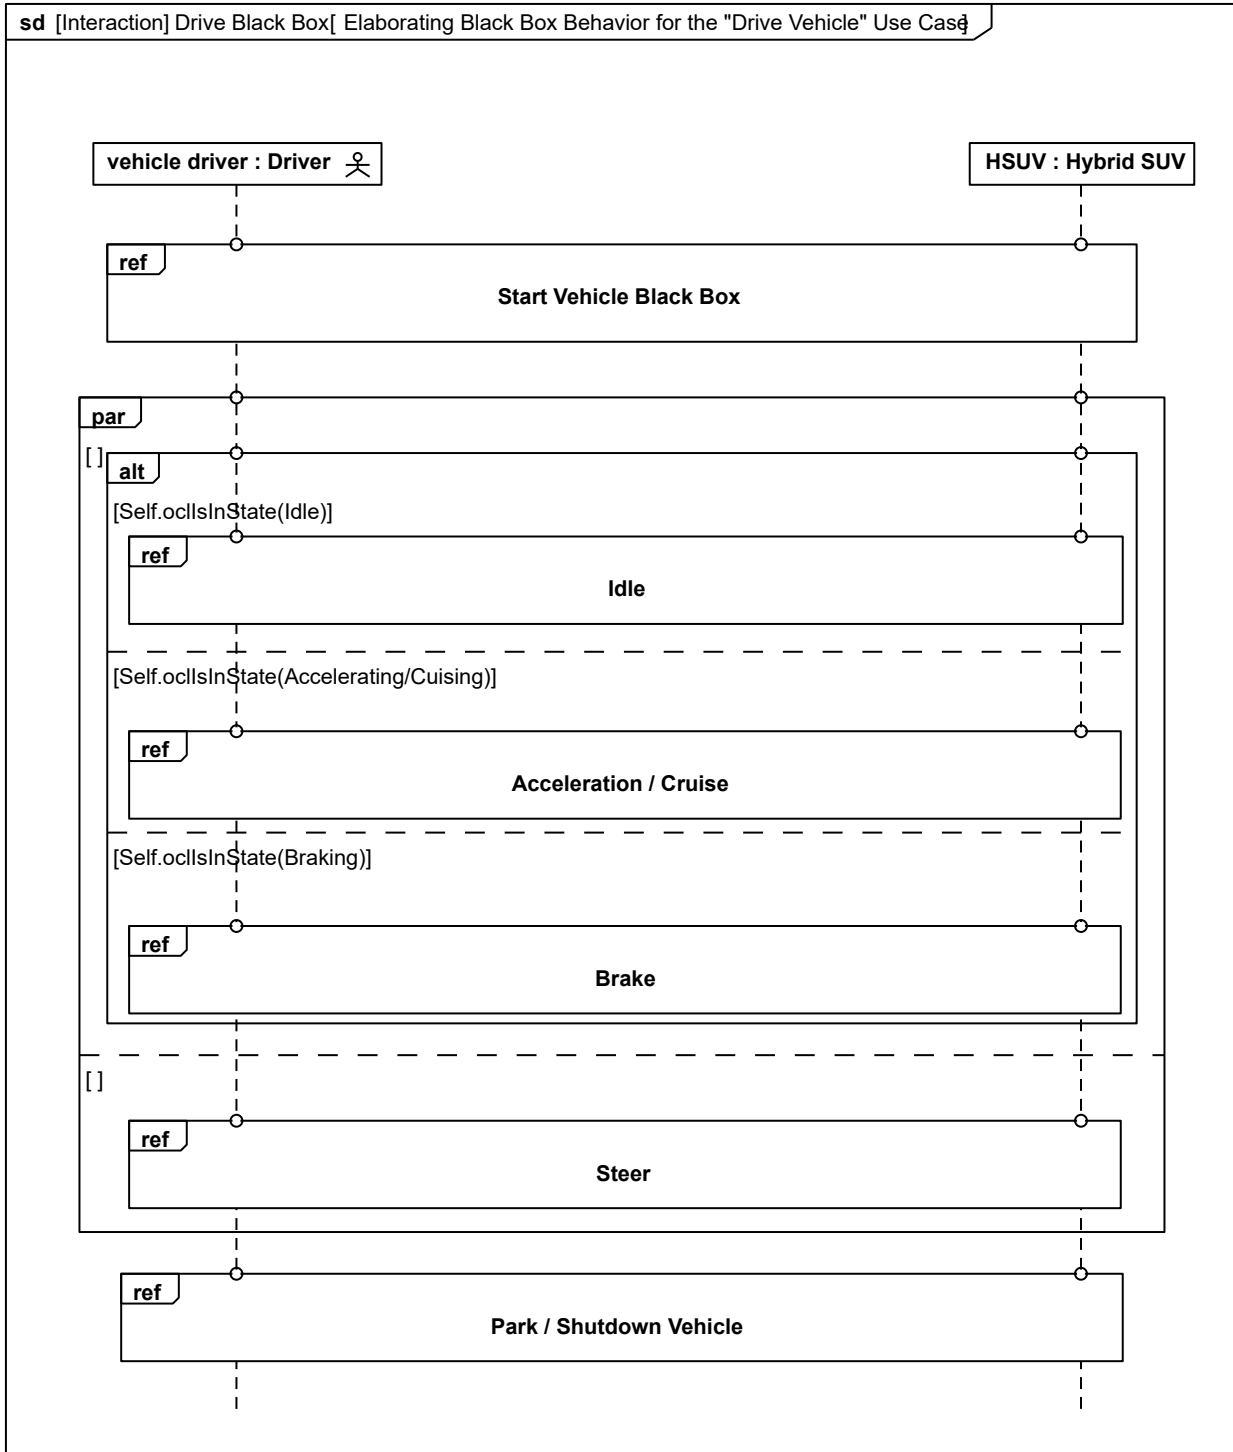 sd [Interaction] Drive Black Box[ Elaborating Black Box Behavior for the "Drive Vehicle" Use Case]
vehicle driver : Driver
HSUV : Hybrid SUV
ref
Start Vehicle Black Box
par
[ ]
alt
[Self.oclIsInState(Idle)]
ref
Idle
[Self.oclIsInState(Accelerating/Cuising)]
ref
Acceleration / Cruise
[Self.oclIsInState(Braking)]
ref
Brake
[ ]
ref
Steer
ref
Park / Shutdown Vehicle